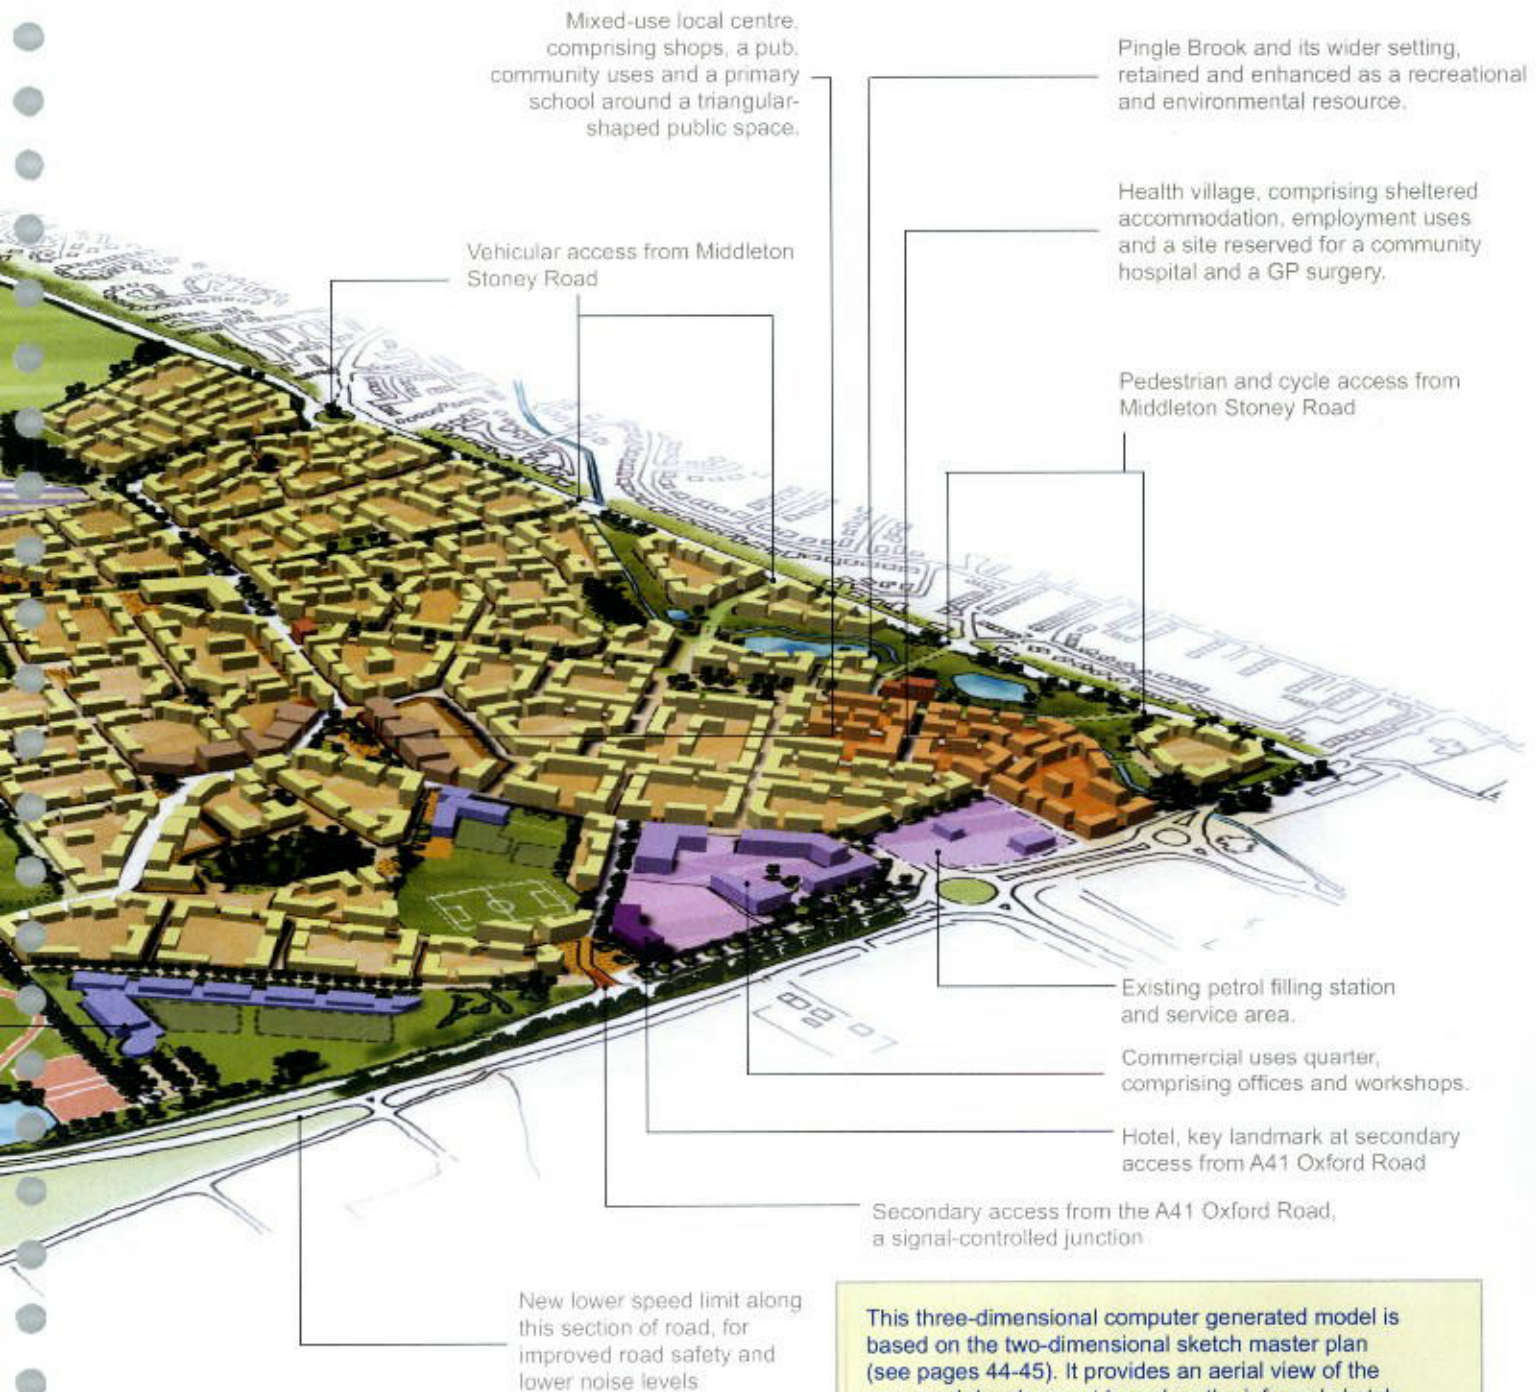 Mixed-use local centre,
comprising shops, a pub,
community uses and a primary
school around a triangular-
shaped public space.
Pingle Brook and its wider setting,
retained and enhanced as a recreational
and environmental resource.
Health village, comprising sheltered
accommodation, employment uses
and a site reserved for a community
hospital and a GP surgery.
Vehicular access from Middleton
Stoney Road
Pedestrian and cycle access from
Middleton Stoney Road
Existing petrol filling station
and service area.
Commercial uses quarter,
comprising offices and workshops.
Hotel, key landmark at secondary
access from A41 Oxford Road
Secondary access from the A41 Oxford Road,
a signal-controlled junction
New lower speed limit along
this section of road, for
improved road safety and
lower noise levels
This three-dimensional computer generated model is
based on the two-dimensional sketch master plan
(see pages 44-45). It provides an aerial view of the